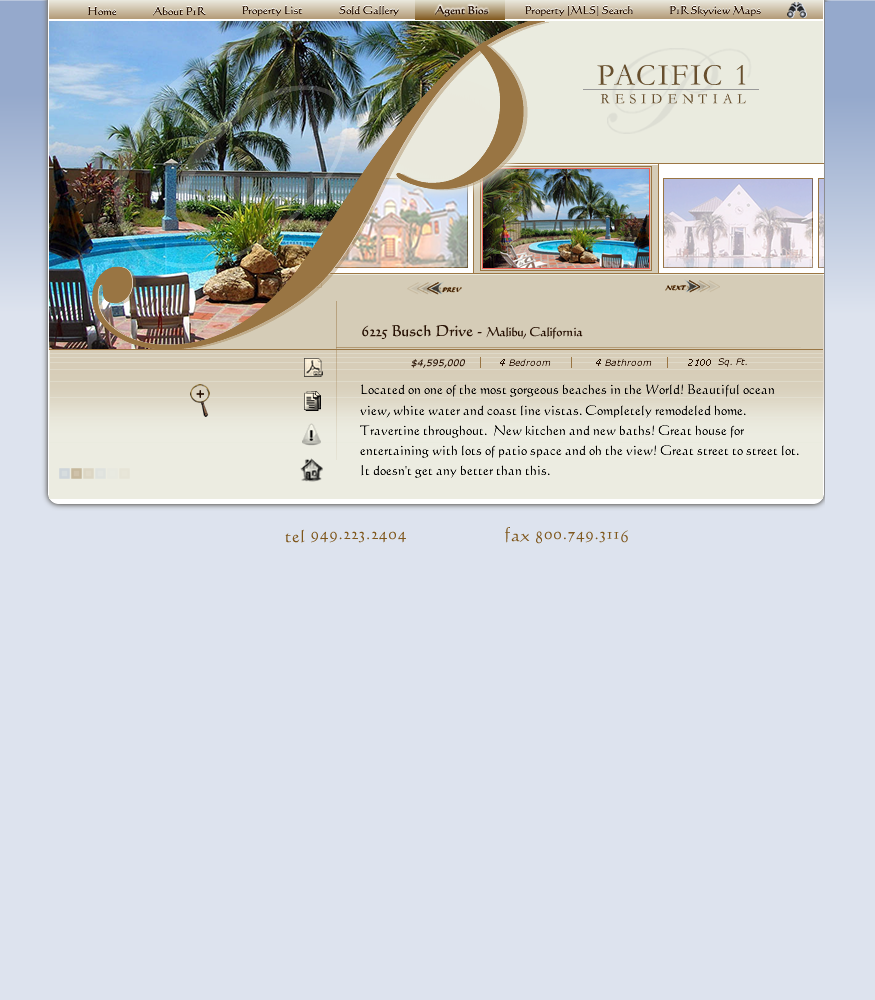 Home About P1R Property List Sold Gallery Agent Bios Property |MLS| Search P1R Skyview Maps
PACIFIC 1
RESIDENTIAL
PREV NEXT
6225 Busch Drive - Malibu, California
$4,595,000 4 Bedroom 4 Bathroom 2100 Sq. Ft.
Located on one of the most gorgeous beaches in the World! Beautiful ocean
view, white water and coast line vistas. Completely remodeled home.
Travertine throughout. New kitchen and new baths! Great house for
entertaining with lots of patio space and oh the view! Great street to street lot.
It doesn't get any better than this.
tel 949.223.2404 fax 800.749.3116